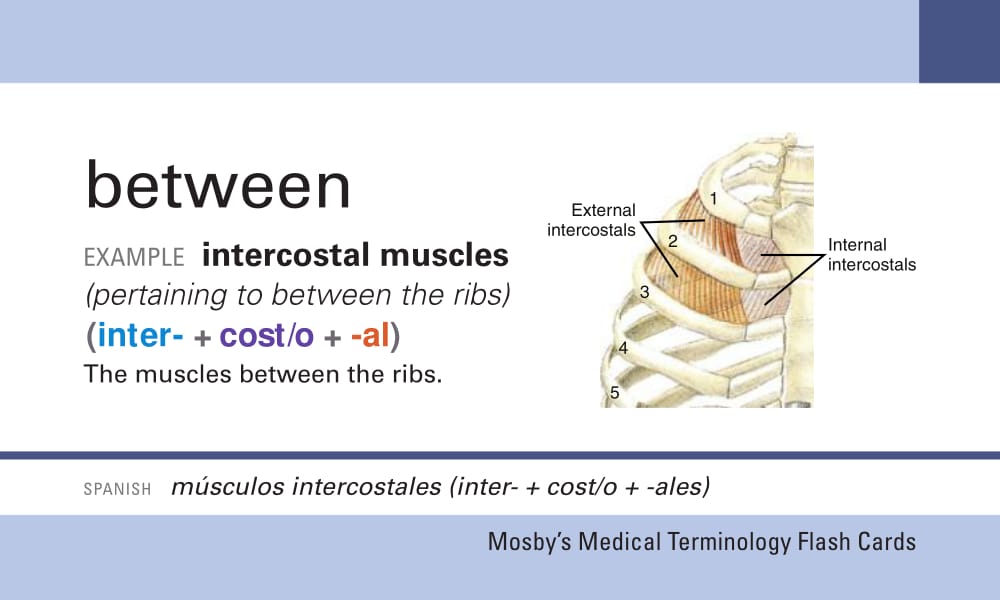 between
EXAMPLE intercostal muscles
(pertaining to between the ribs)
(inter- + cost/o + -al)
The muscles between the ribs.
External
intercostals
1
2
3
4
5
Internal
intercostals
SPANISH músculos intercostales (inter- + cost/o + -ales)
Mosby's Medical Terminology Flash Cards